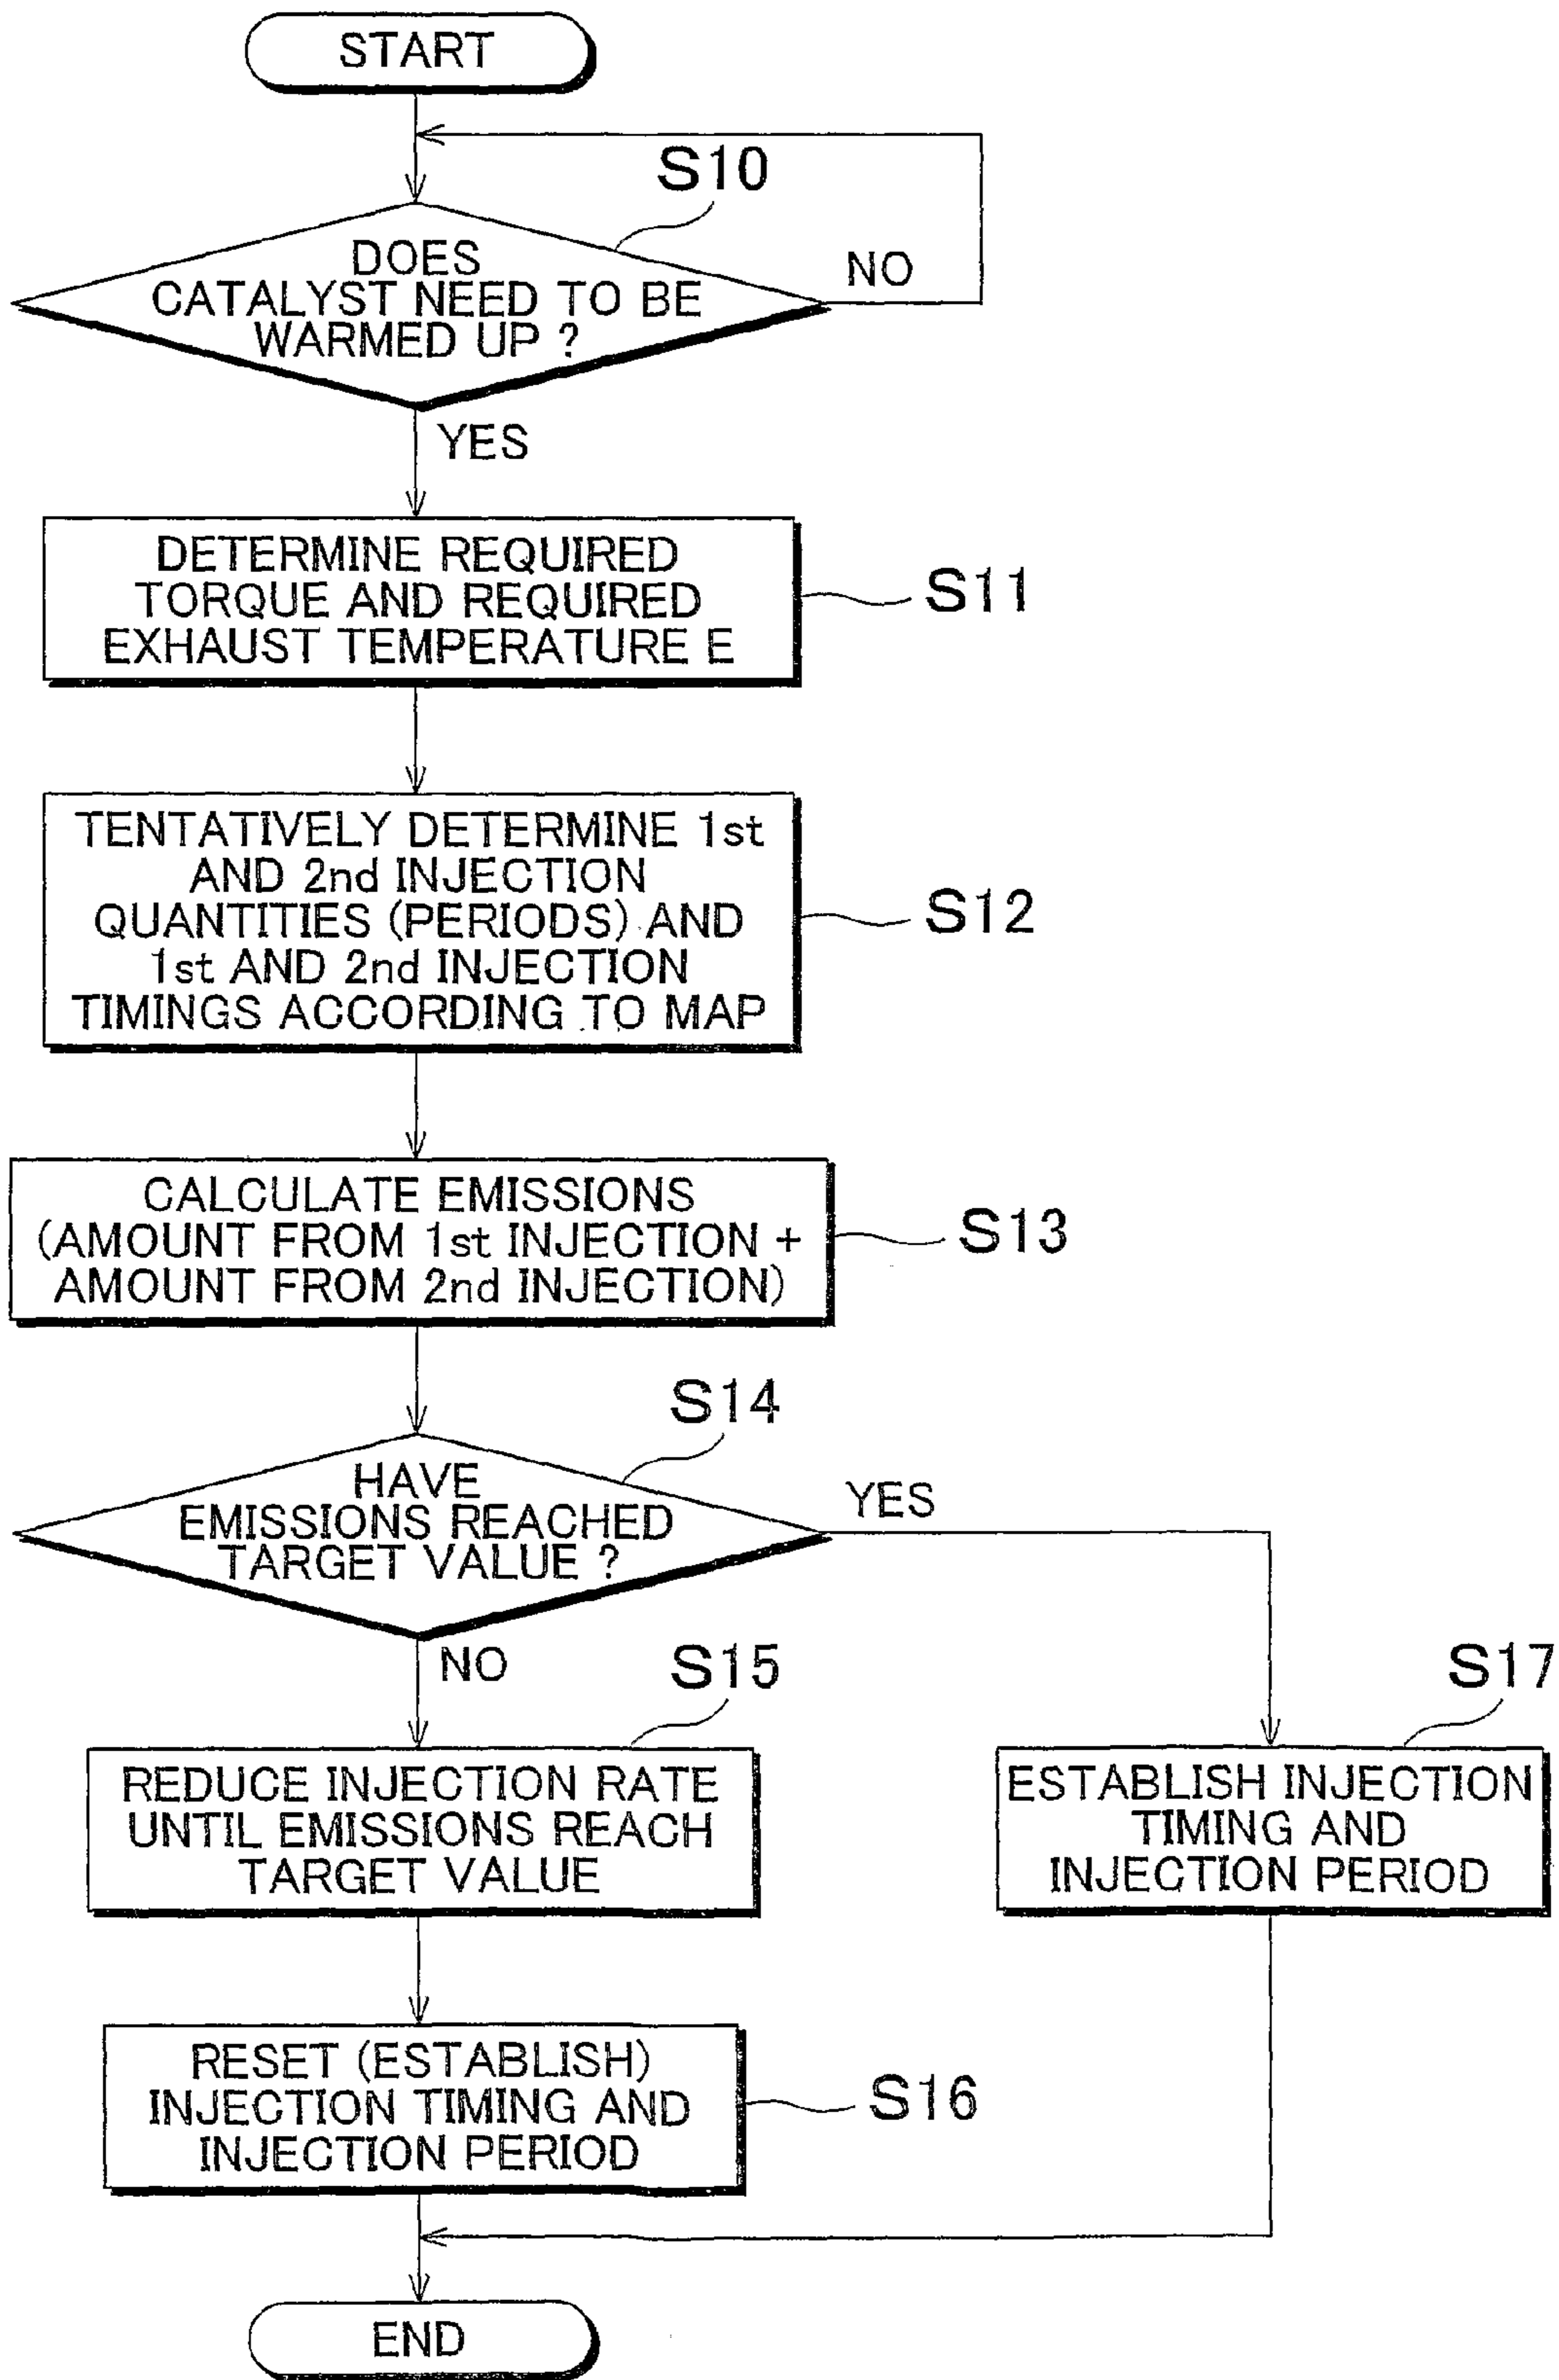 START
S10
DOES
CATALYST NEED TO BE
WARMED UP ?
NO
YES
DETERMINE REQUIRED
TORQUE AND REQUIRED
EXHAUST TEMPERATURE E
S11
TENTATIVELY DETERMINE 1st
AND 2nd INJECTION
QUANTITIES (PERIODS) AND
1st AND 2nd INJECTION
TIMINGS ACCORDING TO MAP
S12
CALCULATE EMISSIONS
(AMOUNT FROM 1st INJECTION +
AMOUNT FROM 2nd INJECTION)
S13
S14
HAVE
EMISSIONS REACHED
TARGET VALUE ?
YES
NO
S15
REDUCE INJECTION RATE
UNTIL EMISSIONS REACH
TARGET VALUE
S17
ESTABLISH INJECTION
TIMING AND
INJECTION PERIOD
RESET (ESTABLISH)
INJECTION TIMING AND
INJECTION PERIOD
S16
END